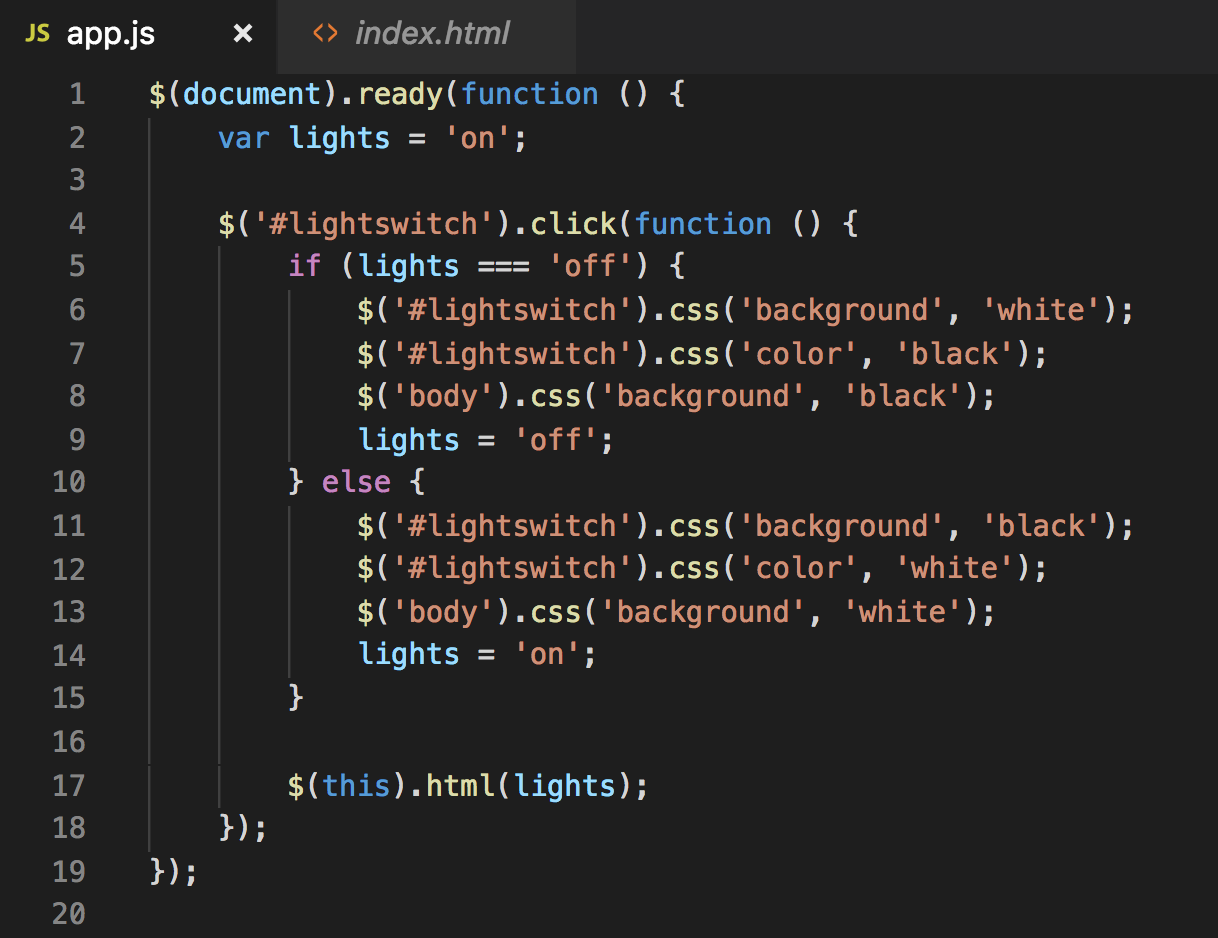 JS app.js × <> index.html
1 $(document).ready(function () {
2     var lights = 'on';
3
4     $('#lightswitch').click(function () {
5         if (lights === 'off') {
6             $('#lightswitch').css('background', 'white');
7             $('#lightswitch').css('color', 'black');
8             $('body').css('background', 'black');
9             lights = 'off';
10         } else {
11             $('#lightswitch').css('background', 'black');
12             $('#lightswitch').css('color', 'white');
13             $('body').css('background', 'white');
14             lights = 'on';
15         }
16
17         $(this).html(lights);
18     });
19 });
20